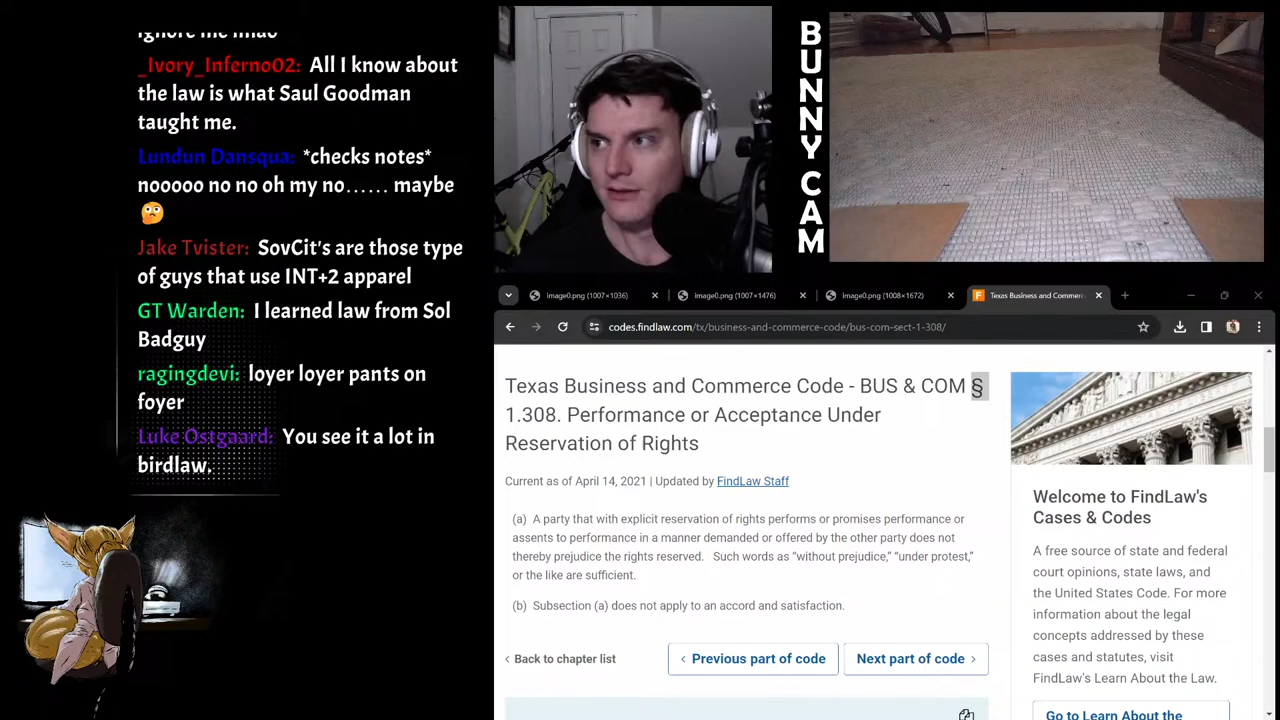 ignore me lmao
_Ivory_Inferno02: All I know about
the law is what Saul Goodman
taught me.
Lundun Dansqua: *checks notes*
nooooo no no oh my no…… maybe
🤔
Jake Tvister: SovCit's are those type
of guys that use INT+2 apparel
GT Warden: I learned law from Sol
Badguy
ragingdevi: loyer loyer pants on
foyer
Luke Ostgaard: You see it a lot in
birdlaw.
BUNNY CAM
image0.png (1007×1036)
image0.png (1007×1476)
image0.png (1008×1672)
Texas Business and Commerc
codes.findlaw.com/tx/business-and-commerce-code/bus-com-sect-1-308/
Texas Business and Commerce Code - BUS & COM §
1.308. Performance or Acceptance Under
Reservation of Rights
Current as of April 14, 2021 | Updated by FindLaw Staff
(a) A party that with explicit reservation of rights performs or promises performance or
assents to performance in a manner demanded or offered by the other party does not
thereby prejudice the rights reserved. Such words as “without prejudice,” “under protest,”
or the like are sufficient.
(b) Subsection (a) does not apply to an accord and satisfaction.
Back to chapter list
Previous part of code
Next part of code
Welcome to FindLaw's
Cases & Codes
A free source of state and federal
court opinions, state laws, and
the United States Code. For more
information about the legal
concepts addressed by these
cases and statutes, visit
FindLaw's Learn About the Law.
Go to Learn About the